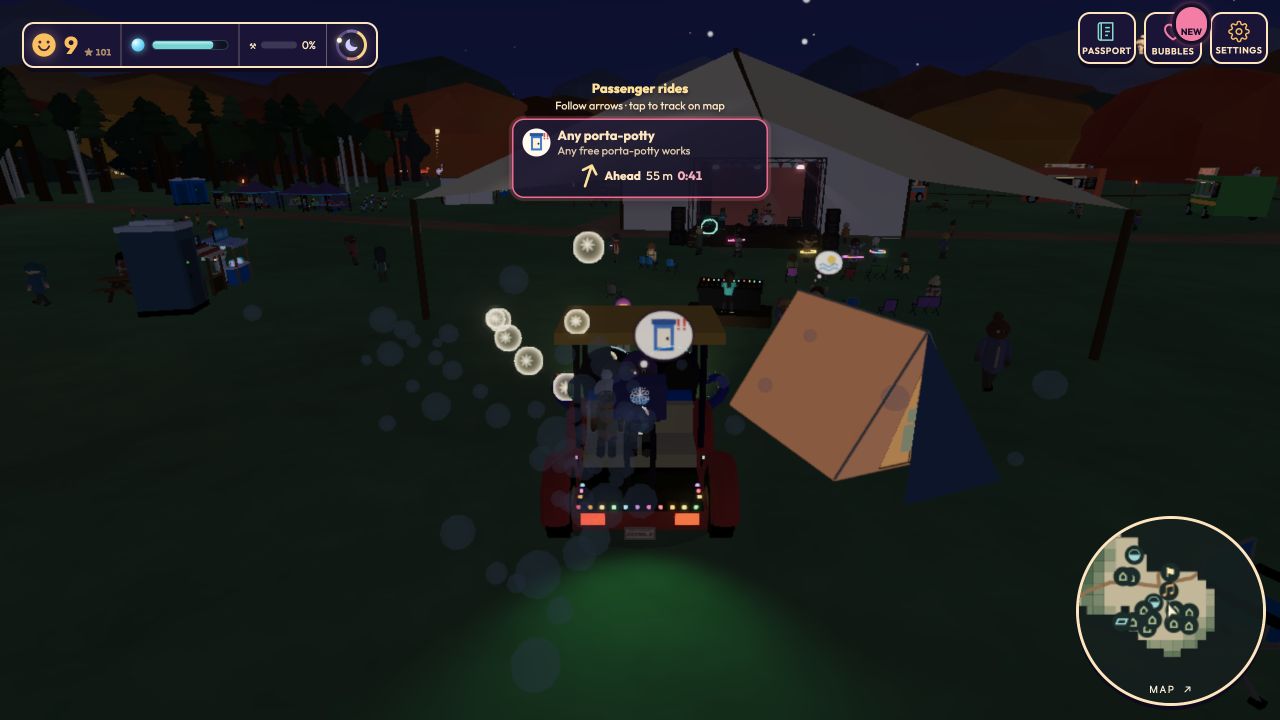 9
★101
0%
PASSPORT
BUBBLES
NEW
SETTINGS
Passenger rides
Follow arrows · tap to track on map
Any porta-potty
Any free porta-potty works
Ahead 55 m 0:41
!!
MAP ↗